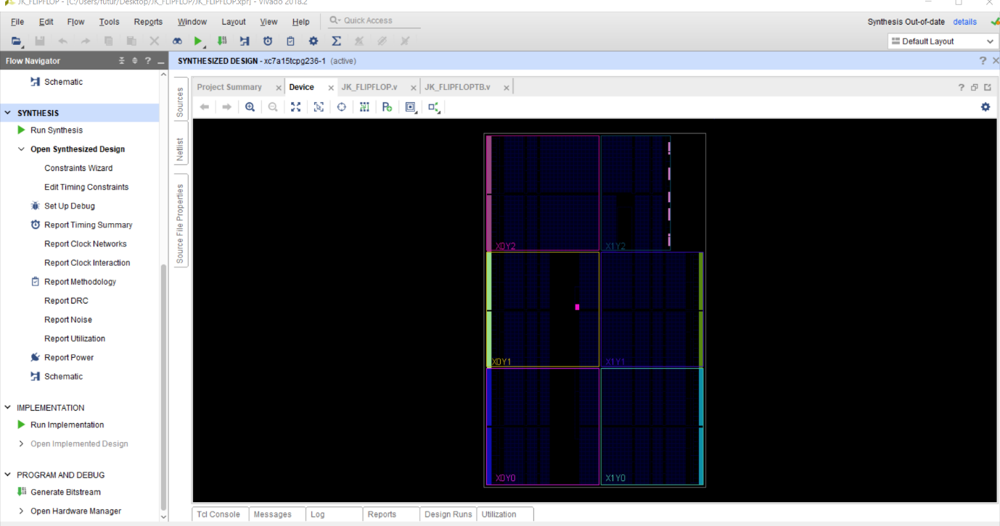 JK_FLIPFLOP - [C:/Users/futur/Desktop/JK_FLIPFLOP/JK_FLIPFLOP.xpr] - Vivado 2018.2
File Edit Flow Tools Reports Window Layout View Help Quick Access
Synthesis Out-of-date details
Default Layout
Flow Navigator
SYNTHESIZED DESIGN - xc7a15tcpg236-1 (active)
Schematic
SYNTHESIS
Run Synthesis
Open Synthesized Design
Constraints Wizard
Edit Timing Constraints
Set Up Debug
Report Timing Summary
Report Clock Networks
Report Clock Interaction
Report Methodology
Report DRC
Report Noise
Report Utilization
Report Power
Schematic
IMPLEMENTATION
Run Implementation
Open Implemented Design
PROGRAM AND DEBUG
Generate Bitstream
Open Hardware Manager
Sources
Netlist
Source File Properties
Project Summary Device JK_FLIPFLOP.v JK_FLIPFLOPTB.v
X0Y2 X1Y2
X0Y1 X1Y1
X0Y0 X1Y0
Tcl Console Messages Log Reports Design Runs Utilization